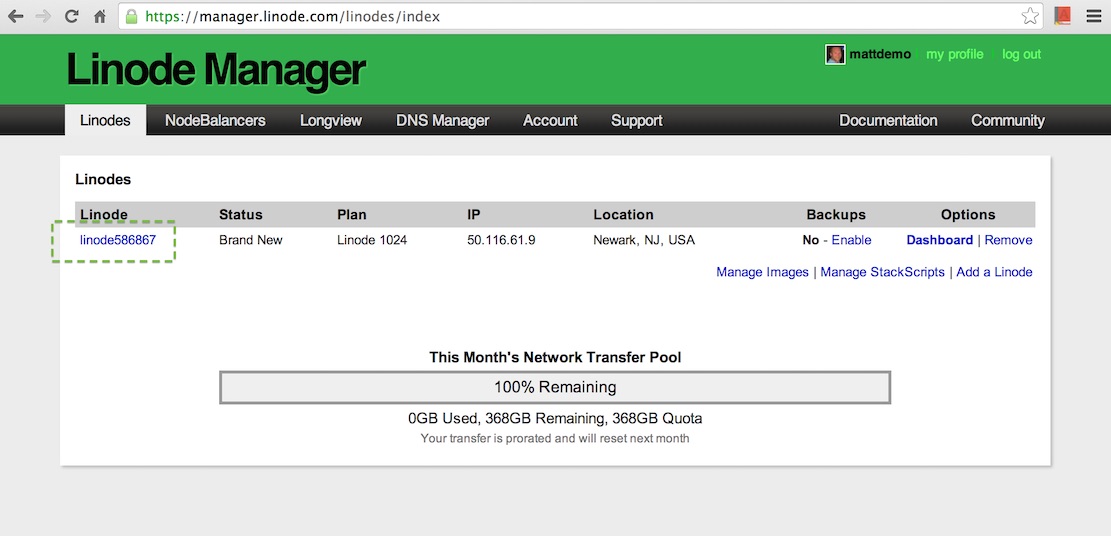 https://manager.linode.com/linodes/index
Linode Manager
mattdemo my profile log out
Linodes NodeBalancers Longview DNS Manager Account Support Documentation Community
Linodes
Linode Status Plan IP Location Backups Options
linode586867 Brand New Linode 1024 50.116.61.9 Newark, NJ, USA No - Enable Dashboard | Remove
Manage Images | Manage StackScripts | Add a Linode
This Month's Network Transfer Pool
100% Remaining
0GB Used, 368GB Remaining, 368GB Quota
Your transfer is prorated and will reset next month